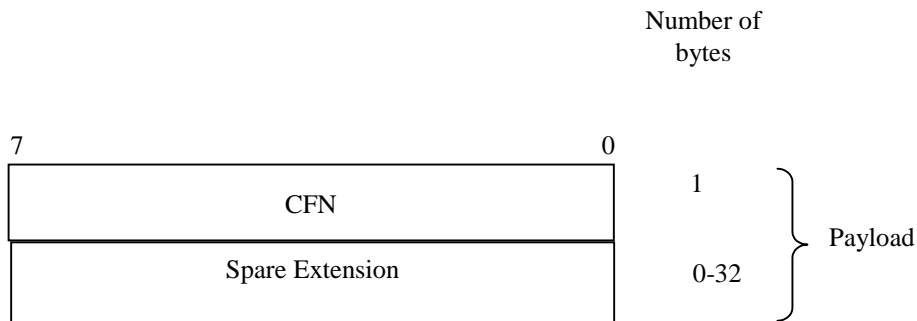 Number of
bytes
7 0
CFN 1
Spare Extension 0-32
Payload